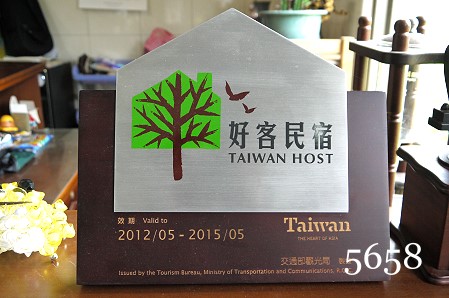 好客民宿
TAIWAN HOST
效期 Valid to
2012/05 - 2015/05
Taiwan
THE HEART OF ASIA
交通部觀光局
Issued by the Tourism Bureau, Ministry of Transportation and Communications, R.O
5658